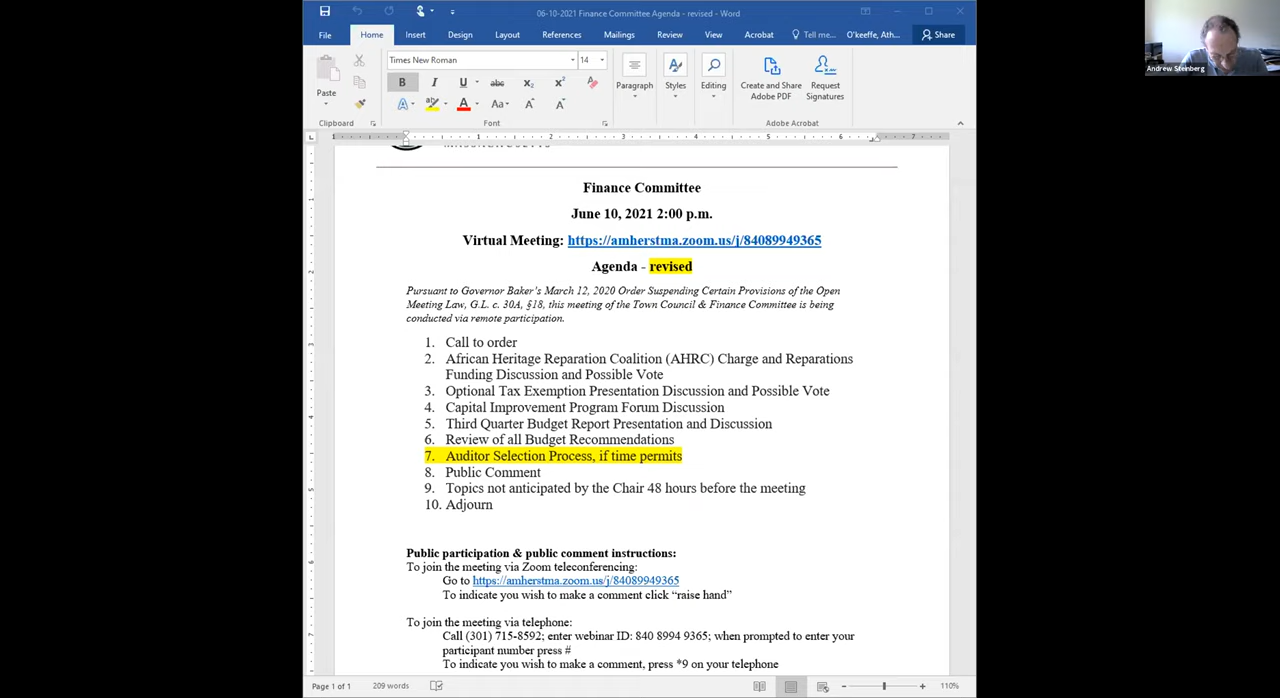 06-10-2021 Finance Committee Agenda - revised - Word
File Home Insert Design Layout References Mailings Review View Acrobat Tell me... O'keeffe, Ath... Share
Andrew Steinberg
Times New Roman 14
Paste
B I U abc x₂ x²
Aa
Paragraph Styles Editing
Create and Share Adobe PDF
Request Signatures
Clipboard Font Adobe Acrobat
Finance Committee
June 10, 2021 2:00 p.m.
Virtual Meeting: https://amherstma.zoom.us/j/84089949365
Agenda - revised
Pursuant to Governor Baker's March 12, 2020 Order Suspending Certain Provisions of the Open
Meeting Law, G.L. c. 30A, §18, this meeting of the Town Council & Finance Committee is being
conducted via remote participation.
1. Call to order
2. African Heritage Reparation Coalition (AHRC) Charge and Reparations
Funding Discussion and Possible Vote
3. Optional Tax Exemption Presentation Discussion and Possible Vote
4. Capital Improvement Program Forum Discussion
5. Third Quarter Budget Report Presentation and Discussion
6. Review of all Budget Recommendations
7. Auditor Selection Process, if time permits
8. Public Comment
9. Topics not anticipated by the Chair 48 hours before the meeting
10. Adjourn
Public participation & public comment instructions:
To join the meeting via Zoom teleconferencing:
Go to https://amherstma.zoom.us/j/84089949365
To indicate you wish to make a comment click “raise hand”
To join the meeting via telephone:
Call (301) 715-8592; enter webinar ID: 840 8994 9365; when prompted to enter your
participant number press #
To indicate you wish to make a comment, press *9 on your telephone
Page 1 of 1 209 words 110%